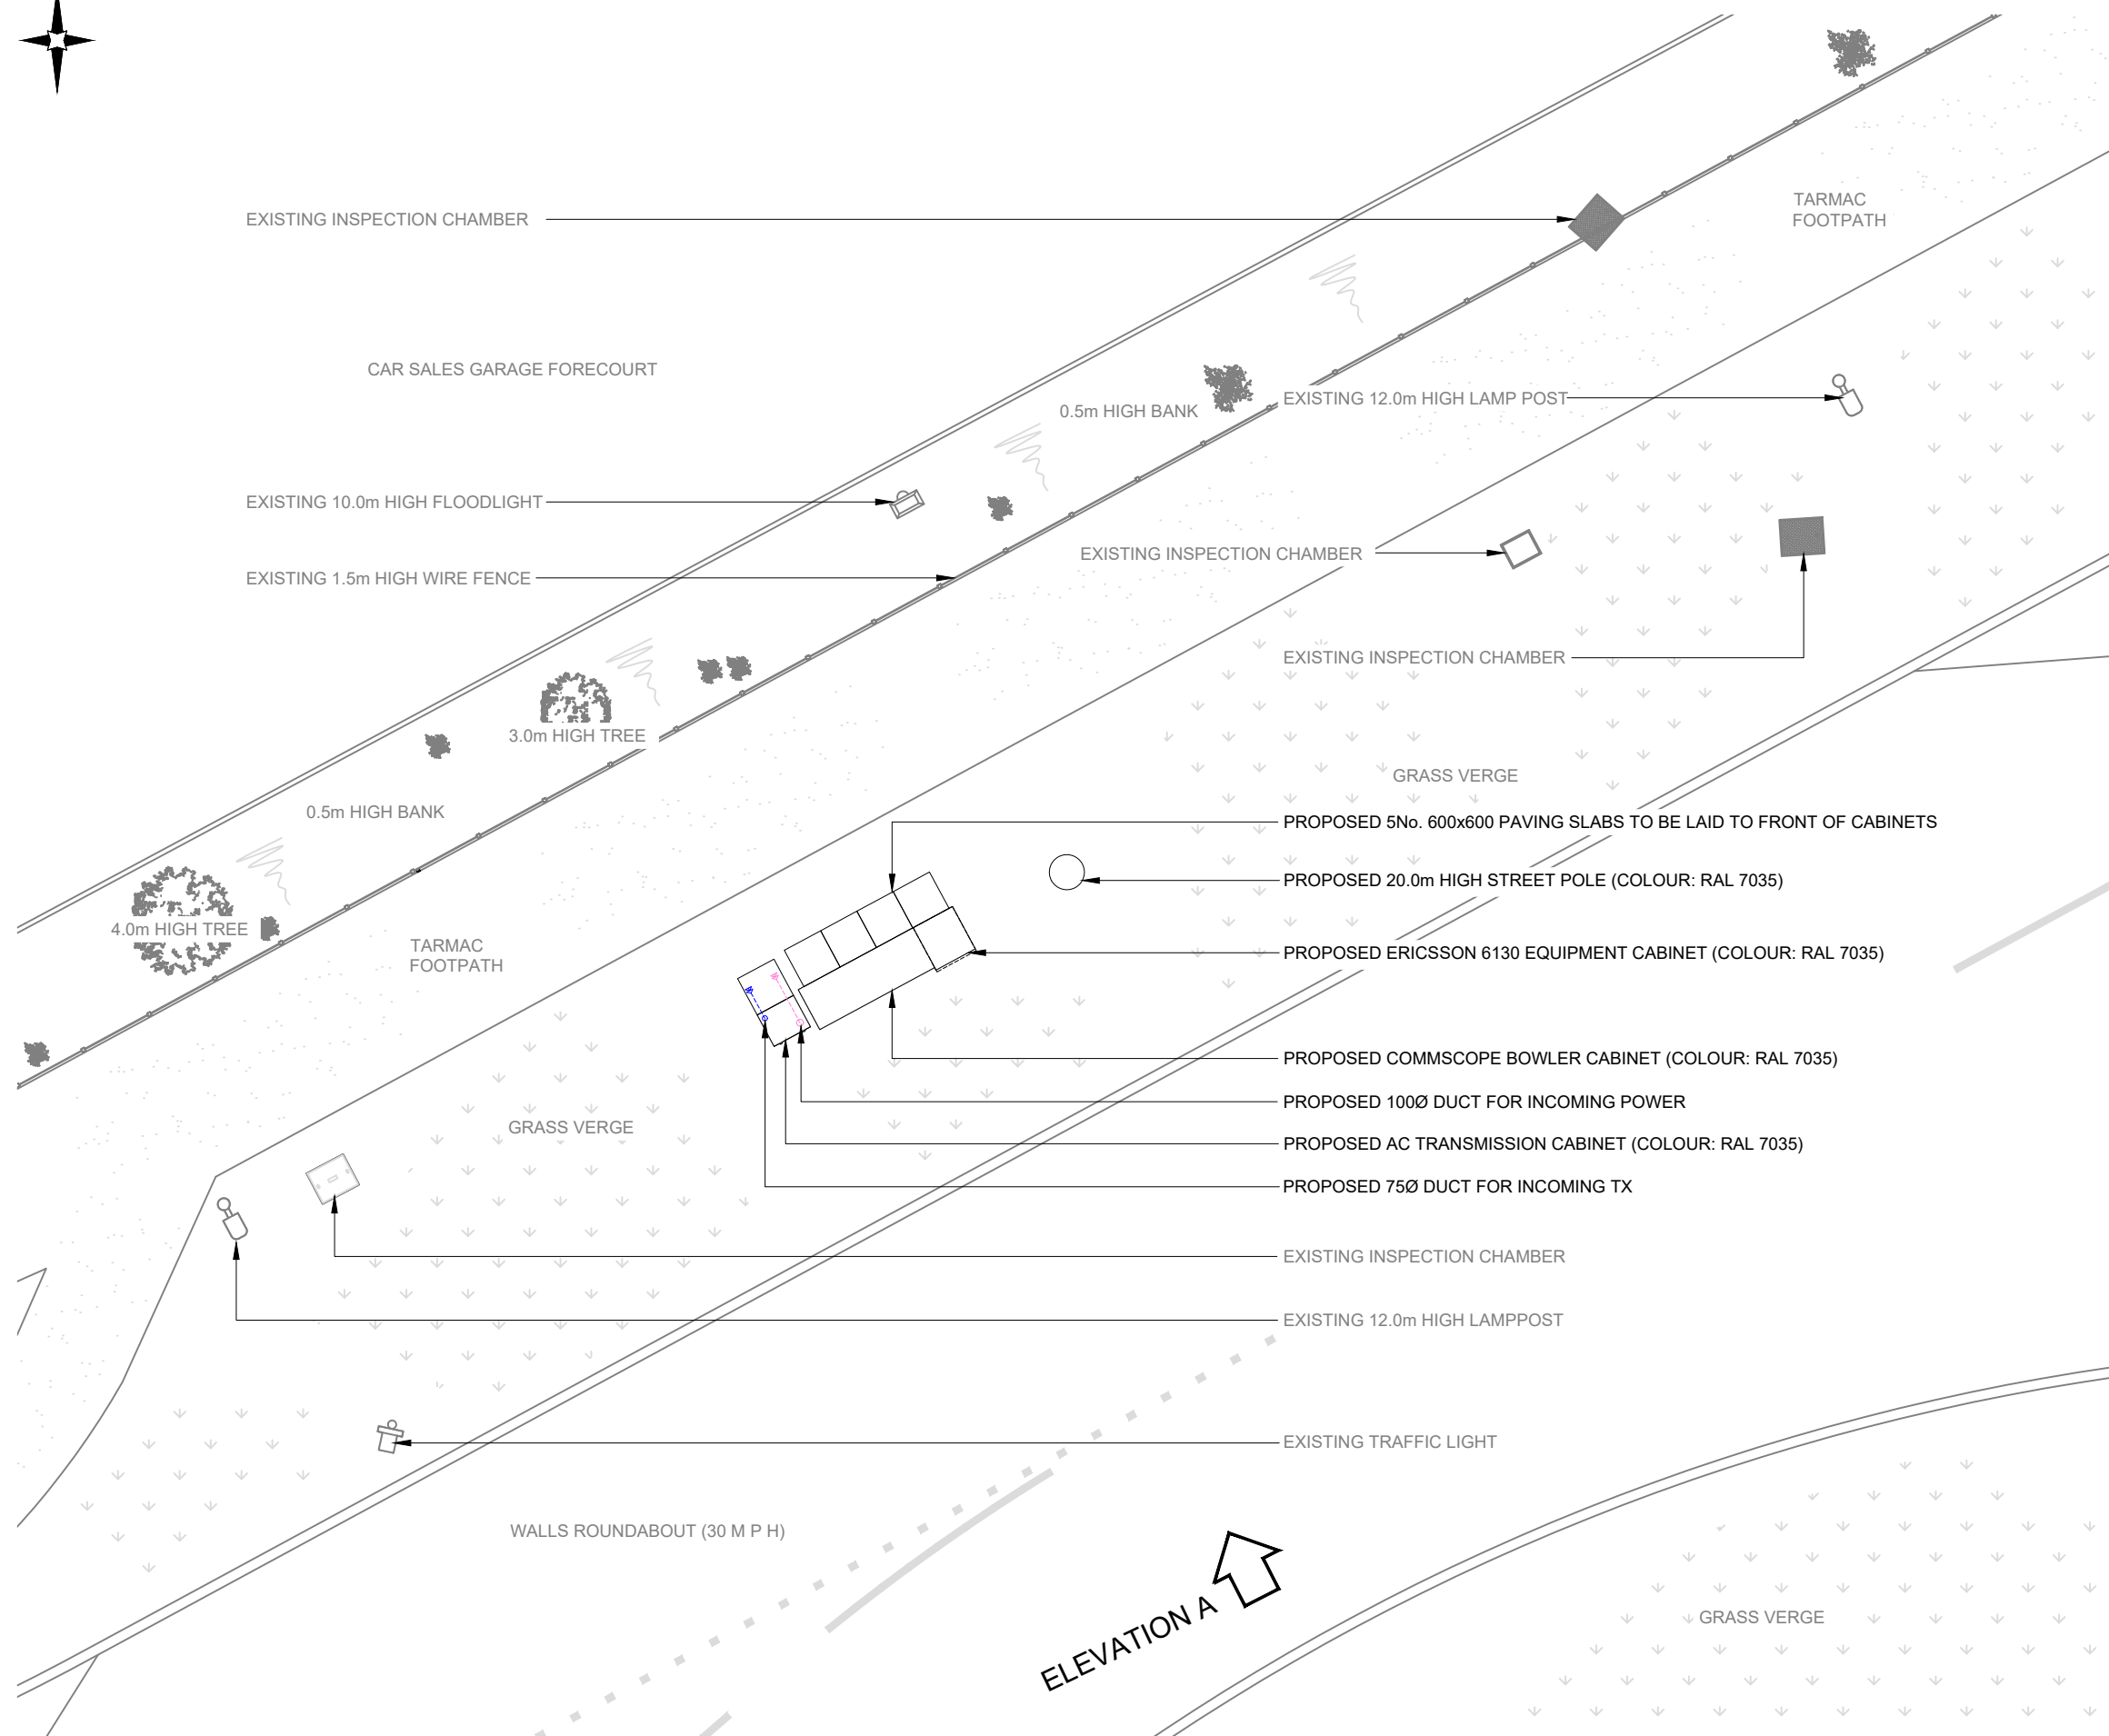 EXISTING INSPECTION CHAMBER
TARMAC
FOOTPATH
CAR SALES GARAGE FORECOURT
EXISTING 12.0m HIGH LAMP POST
0.5m HIGH BANK
EXISTING 10.0m HIGH FLOODLIGHT
EXISTING INSPECTION CHAMBER
EXISTING 1.5m HIGH WIRE FENCE
EXISTING INSPECTION CHAMBER
3.0m HIGH TREE
GRASS VERGE
0.5m HIGH BANK
PROPOSED 5No. 600x600 PAVING SLABS TO BE LAID TO FRONT OF CABINETS
PROPOSED 20.0m HIGH STREET POLE (COLOUR: RAL 7035)
4.0m HIGH TREE
TARMAC
FOOTPATH
PROPOSED ERICSSON 6130 EQUIPMENT CABINET (COLOUR: RAL 7035)
PROPOSED COMMSCOPE BOWLER CABINET (COLOUR: RAL 7035)
PROPOSED 100Ø DUCT FOR INCOMING POWER
GRASS VERGE
PROPOSED AC TRANSMISSION CABINET (COLOUR: RAL 7035)
PROPOSED 75Ø DUCT FOR INCOMING TX
EXISTING INSPECTION CHAMBER
EXISTING 12.0m HIGH LAMPPOST
EXISTING TRAFFIC LIGHT
WALLS ROUNDABOUT (30 M P H)
ELEVATION A
GRASS VERGE